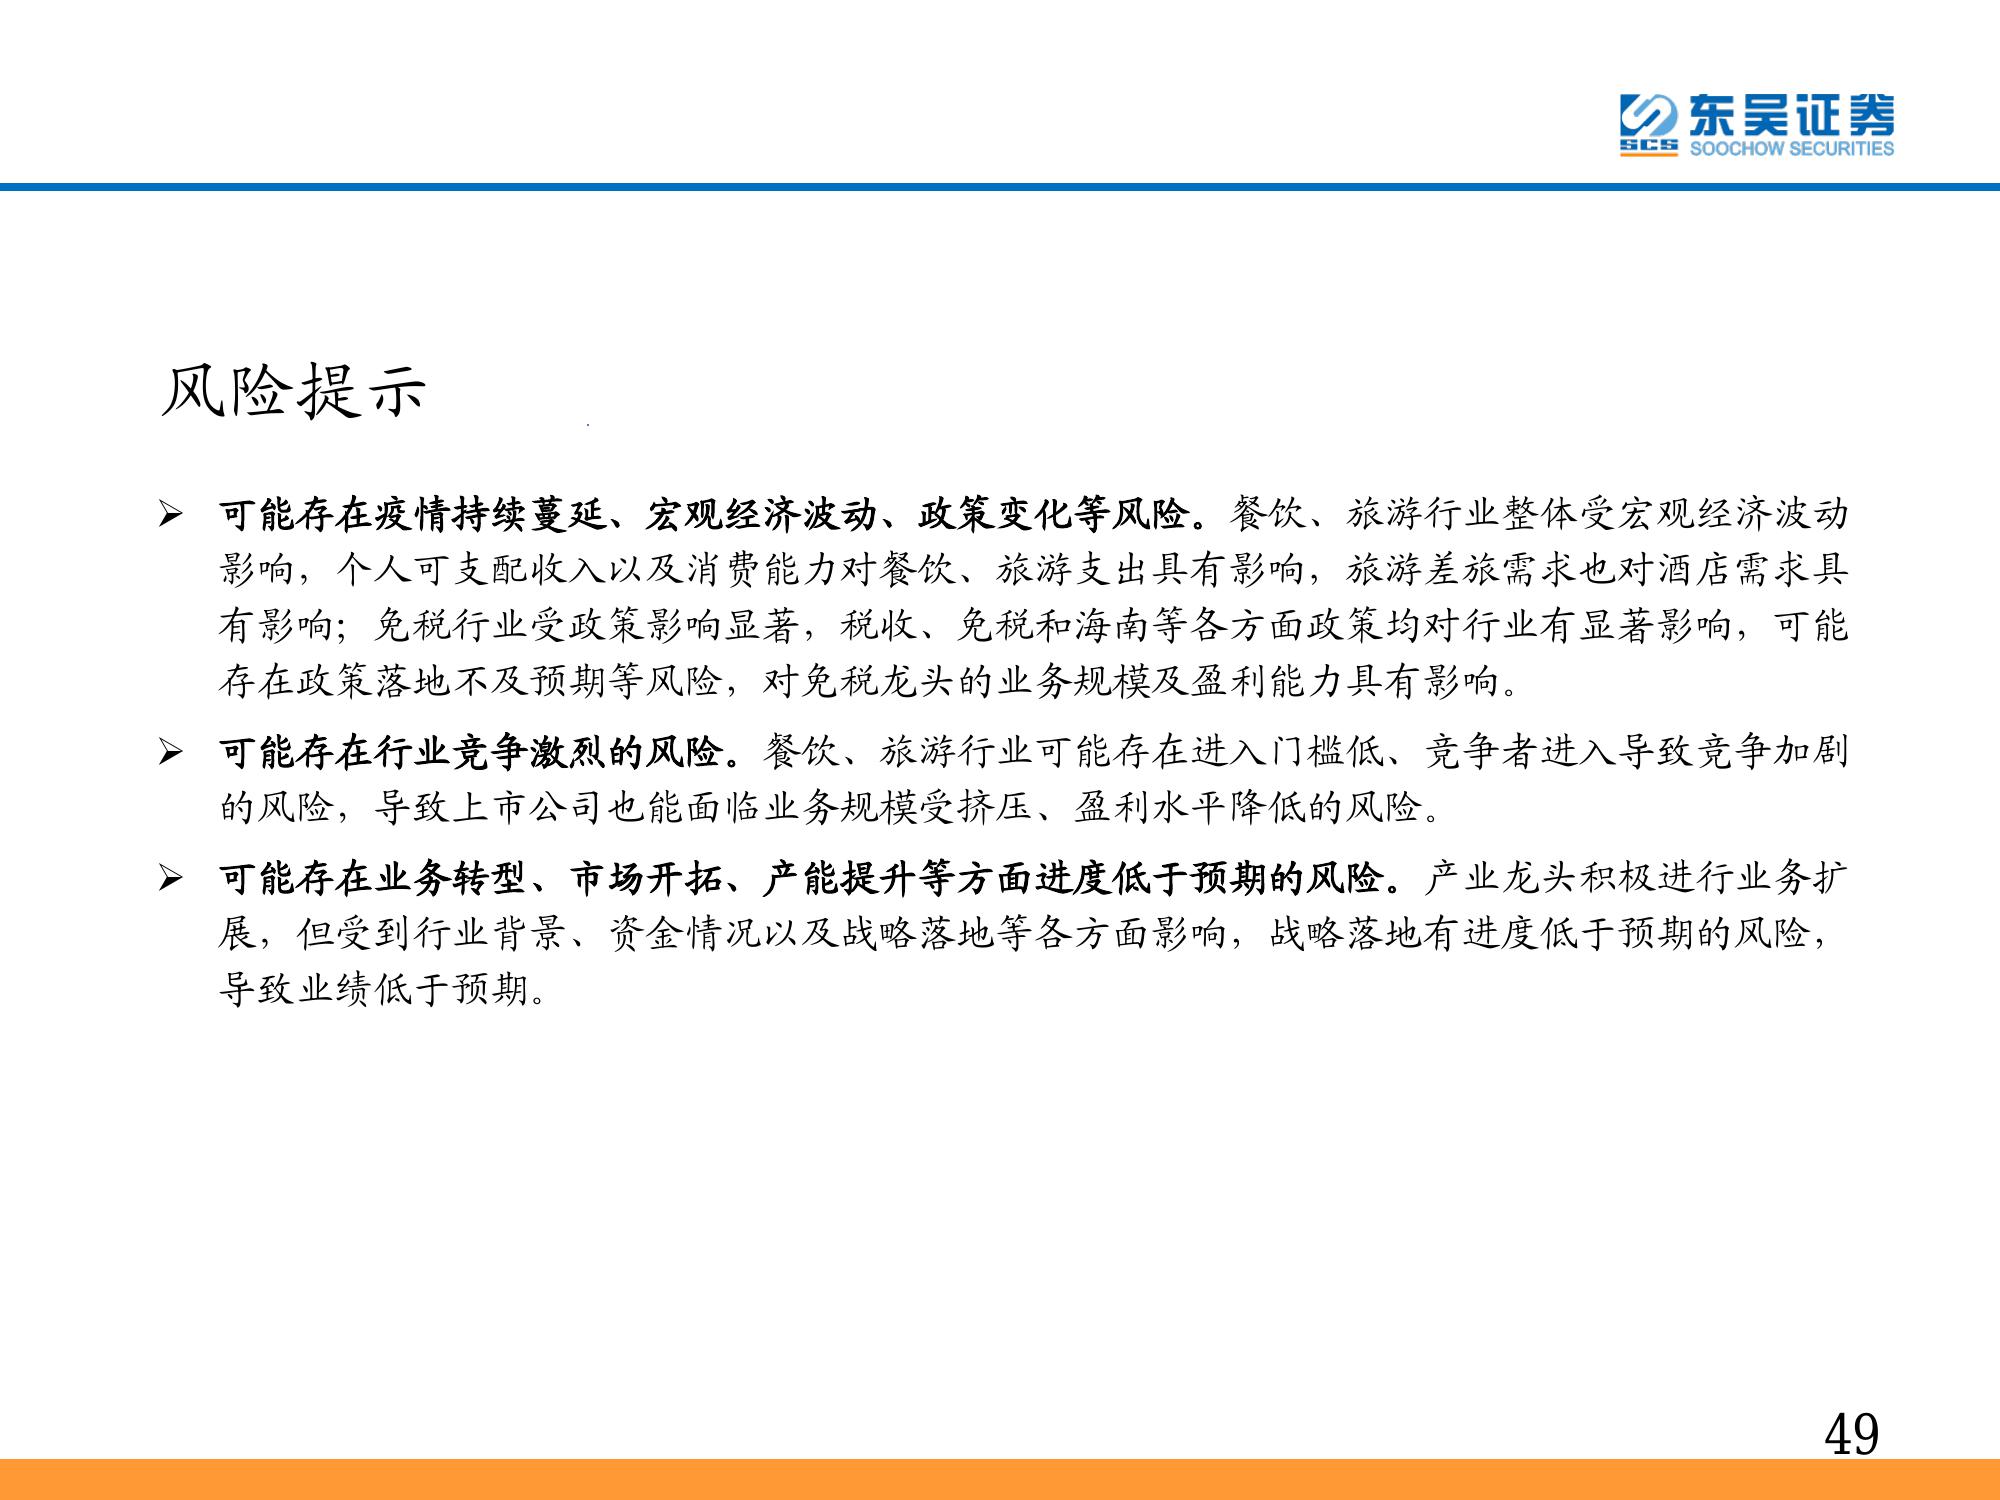 东吴证券
SCS
SOOCHOW SECURITIES
风险提示
➢ 可能存在疫情持续蔓延、宏观经济波动、政策变化等风险。餐饮、旅游行业整体受宏观经济波动
影响，个人可支配收入以及消费能力对餐饮、旅游支出具有影响，旅游差旅需求也对酒店需求具
有影响；免税行业受政策影响显著，税收、免税和海南等各方面政策均对行业有显著影响，可能
存在政策落地不及预期等风险，对免税龙头的业务规模及盈利能力具有影响。
➢ 可能存在行业竞争激烈的风险。餐饮、旅游行业可能存在进入门槛低、竞争者进入导致竞争加剧
的风险，导致上市公司也能面临业务规模受挤压、盈利水平降低的风险。
➢ 可能存在业务转型、市场开拓、产能提升等方面进度低于预期的风险。产业龙头积极进行业务扩
展，但受到行业背景、资金情况以及战略落地等各方面影响，战略落地有进度低于预期的风险，
导致业绩低于预期。
49